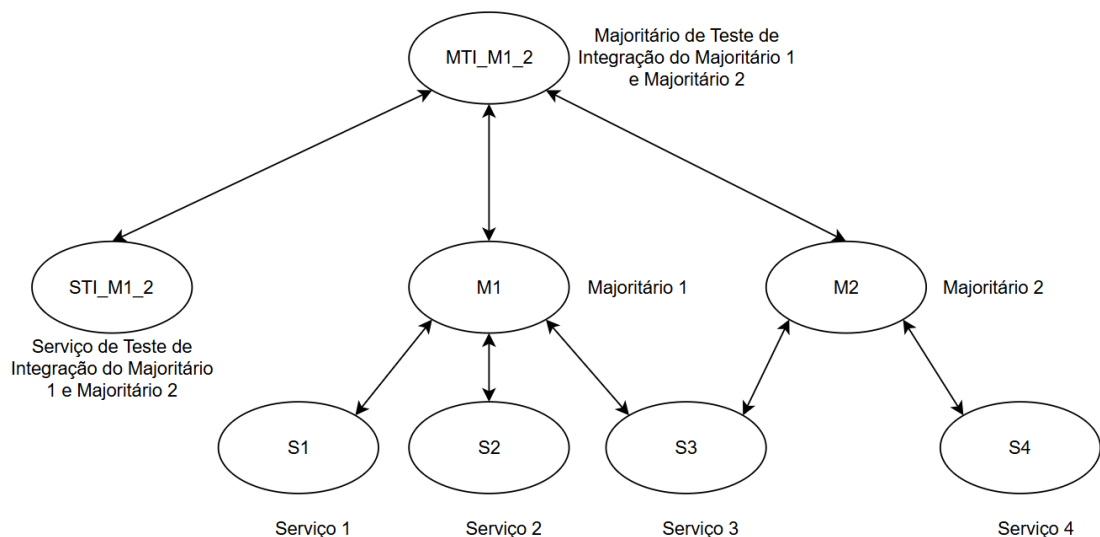 MTI_M1_2
Majoritário de Teste de
Integração do Majoritário 1
e Majoritário 2
STI_M1_2
M1
Majoritário 1
M2
Majoritário 2
Serviço de Teste de
Integração do Majoritário
1 e Majoritário 2
S1
S2
S3
S4
Serviço 1
Serviço 2
Serviço 3
Serviço 4